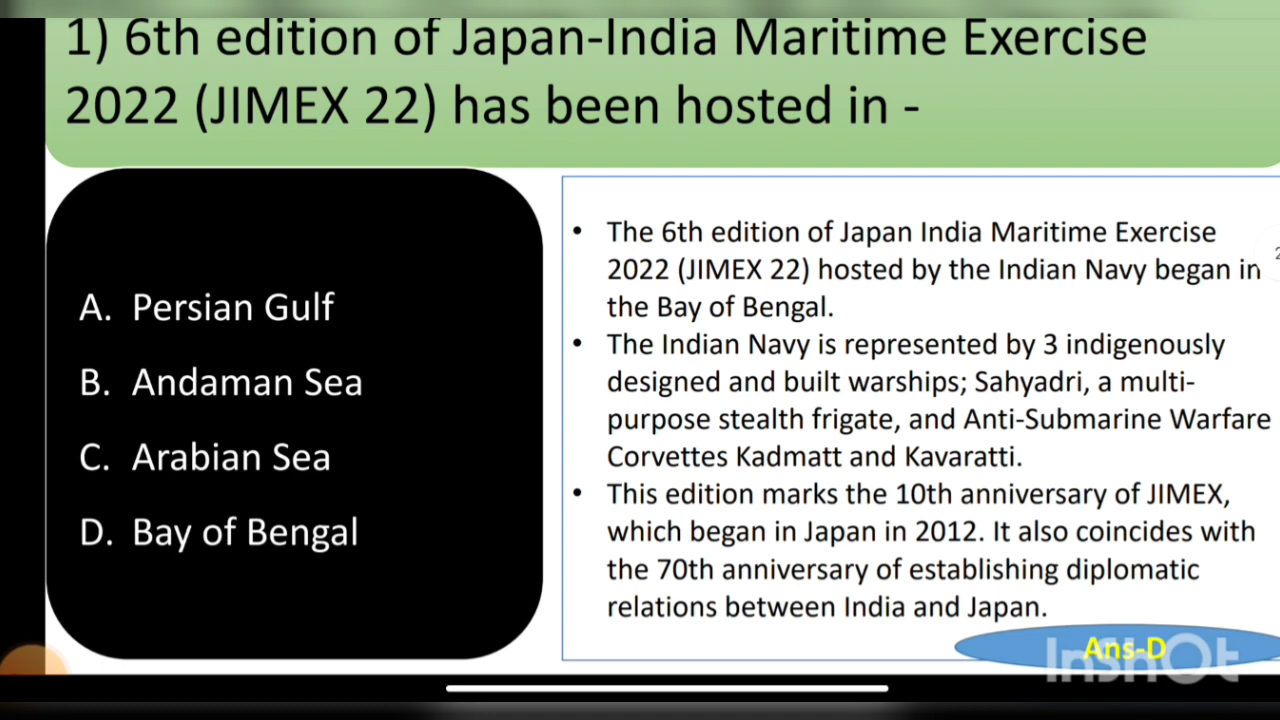 1) 6th edition of Japan-India Maritime Exercise
2022 (JIMEX 22) has been hosted in -
A. Persian Gulf
B. Andaman Sea
C. Arabian Sea
D. Bay of Bengal
• The 6th edition of Japan India Maritime Exercise
2022 (JIMEX 22) hosted by the Indian Navy began in
the Bay of Bengal.
• The Indian Navy is represented by 3 indigenously
designed and built warships; Sahyadri, a multi-
purpose stealth frigate, and Anti-Submarine Warfare
Corvettes Kadmatt and Kavaratti.
• This edition marks the 10th anniversary of JIMEX,
which began in Japan in 2012. It also coincides with
the 70th anniversary of establishing diplomatic
relations between India and Japan.
Ans-D
InShOt